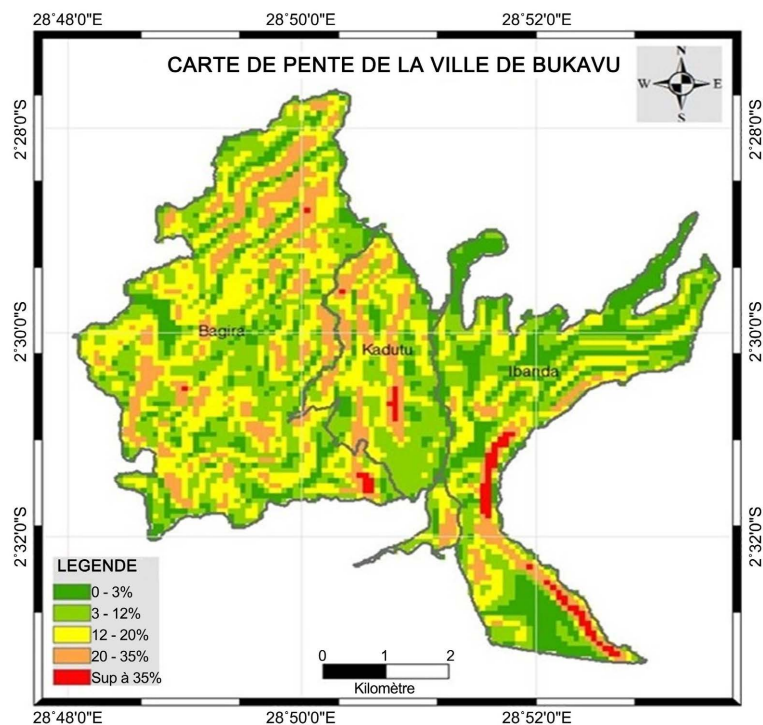 28°48'0"E 28°50'0"E 28°52'0"E
CARTE DE PENTE DE LA VILLE DE BUKAVU
N
W E
S
2°28'0"S 2°28'0"S
2°30'0"S 2°30'0"S
Bagira
Kadutu
Ibanda
2°32'0"S 2°32'0"S
LEGENDE
0 - 3%
3 - 12%
12 - 20%
20 - 35%
Sup à 35%
0 1 2
Kilomètre
28°48'0"E 28°50'0"E 28°52'0"E